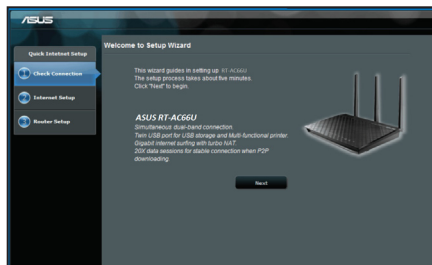 ASUS
Quick Internet Setup
1 Check Connection
2 Internet Setup
3 Router Setup
Welcome to Setup Wizard
This wizard guides in setting up RT-AC66U
The setup process takes about five minutes.
Click "Next" to begin.
ASUS RT-AC66U
Simultaneous dual-band connection.
Twin USB port for USB storage and Multi-functional printer.
Gigabit internet surfing with turbo NAT.
20X data sessions for stable connection when P2P
downloading.
Next